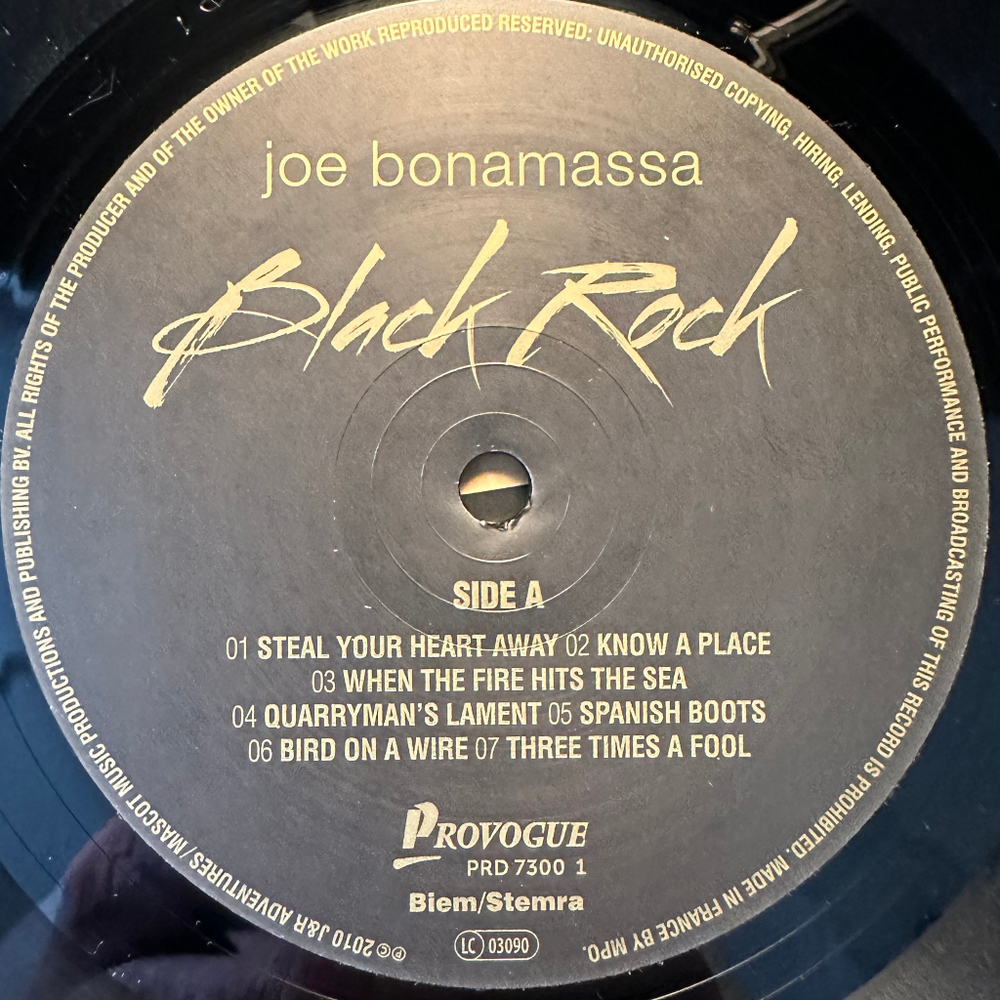 joe bonamassa
Black Rock
SIDE A
01 STEAL YOUR HEART AWAY 02 KNOW A PLACE
03 WHEN THE FIRE HITS THE SEA
04 QUARRYMAN'S LAMENT 05 SPANISH BOOTS
06 BIRD ON A WIRE 07 THREE TIMES A FOOL
PROVOGUE
PRD 7300 1
Biem/Stemra
LC 03090
℗© 2010 J&R ADVENTURES/MASCOT MUSIC PRODUCTIONS AND PUBLISHING BV. ALL RIGHTS OF THE PRODUCER AND OF THE OWNER OF THE WORK REPRODUCED RESERVED: UNAUTHORISED COPYING, HIRING, LENDING, PUBLIC PERFORMANCE AND BROADCASTING OF THIS RECORD IS PROHIBITED. MADE IN FRANCE BY MPO.